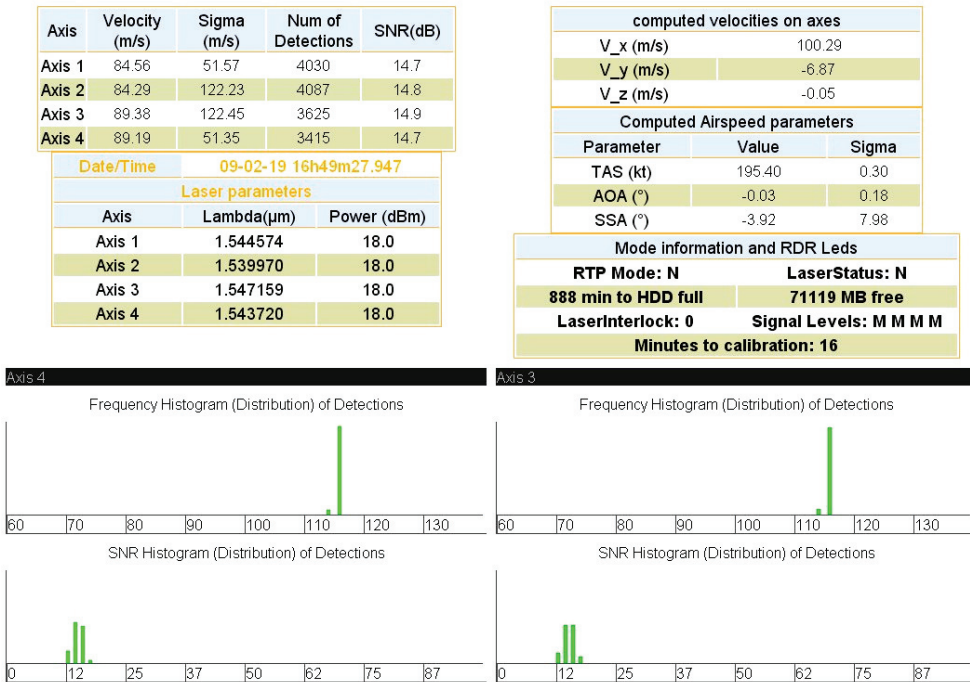 Axis Velocity (m/s) Sigma (m/s) Num of Detections SNR(dB)
Axis 1 84.56 51.57 4030 14.7
Axis 2 84.29 122.23 4087 14.8
Axis 3 89.38 122.45 3625 14.9
Axis 4 89.19 51.35 3415 14.7
Date/Time 09-02-19 16h49m27.947
Laser parameters
Axis Lambda(µm) Power (dBm)
Axis 1 1.544574 18.0
Axis 2 1.539970 18.0
Axis 3 1.547159 18.0
Axis 4 1.543720 18.0
computed velocities on axes
V_x (m/s) 100.29
V_y (m/s) -6.87
V_z (m/s) -0.05
Computed Airspeed parameters
Parameter Value Sigma
TAS (kt) 195.40 0.30
AOA (°) -0.03 0.18
SSA (°) -3.92 7.98
Mode information and RDR Leds
RTP Mode: N LaserStatus: N
888 min to HDD full 71119 MB free
LaserInterlock: 0 Signal Levels: M M M M
Minutes to calibration: 16
Axis 4
Frequency Histogram (Distribution) of Detections
60 70 80 90 100 110 120 130
SNR Histogram (Distribution) of Detections
0 12 25 37 50 62 75 87
Axis 3
Frequency Histogram (Distribution) of Detections
60 70 80 90 100 110 120 130
SNR Histogram (Distribution) of Detections
0 12 25 37 50 62 75 87